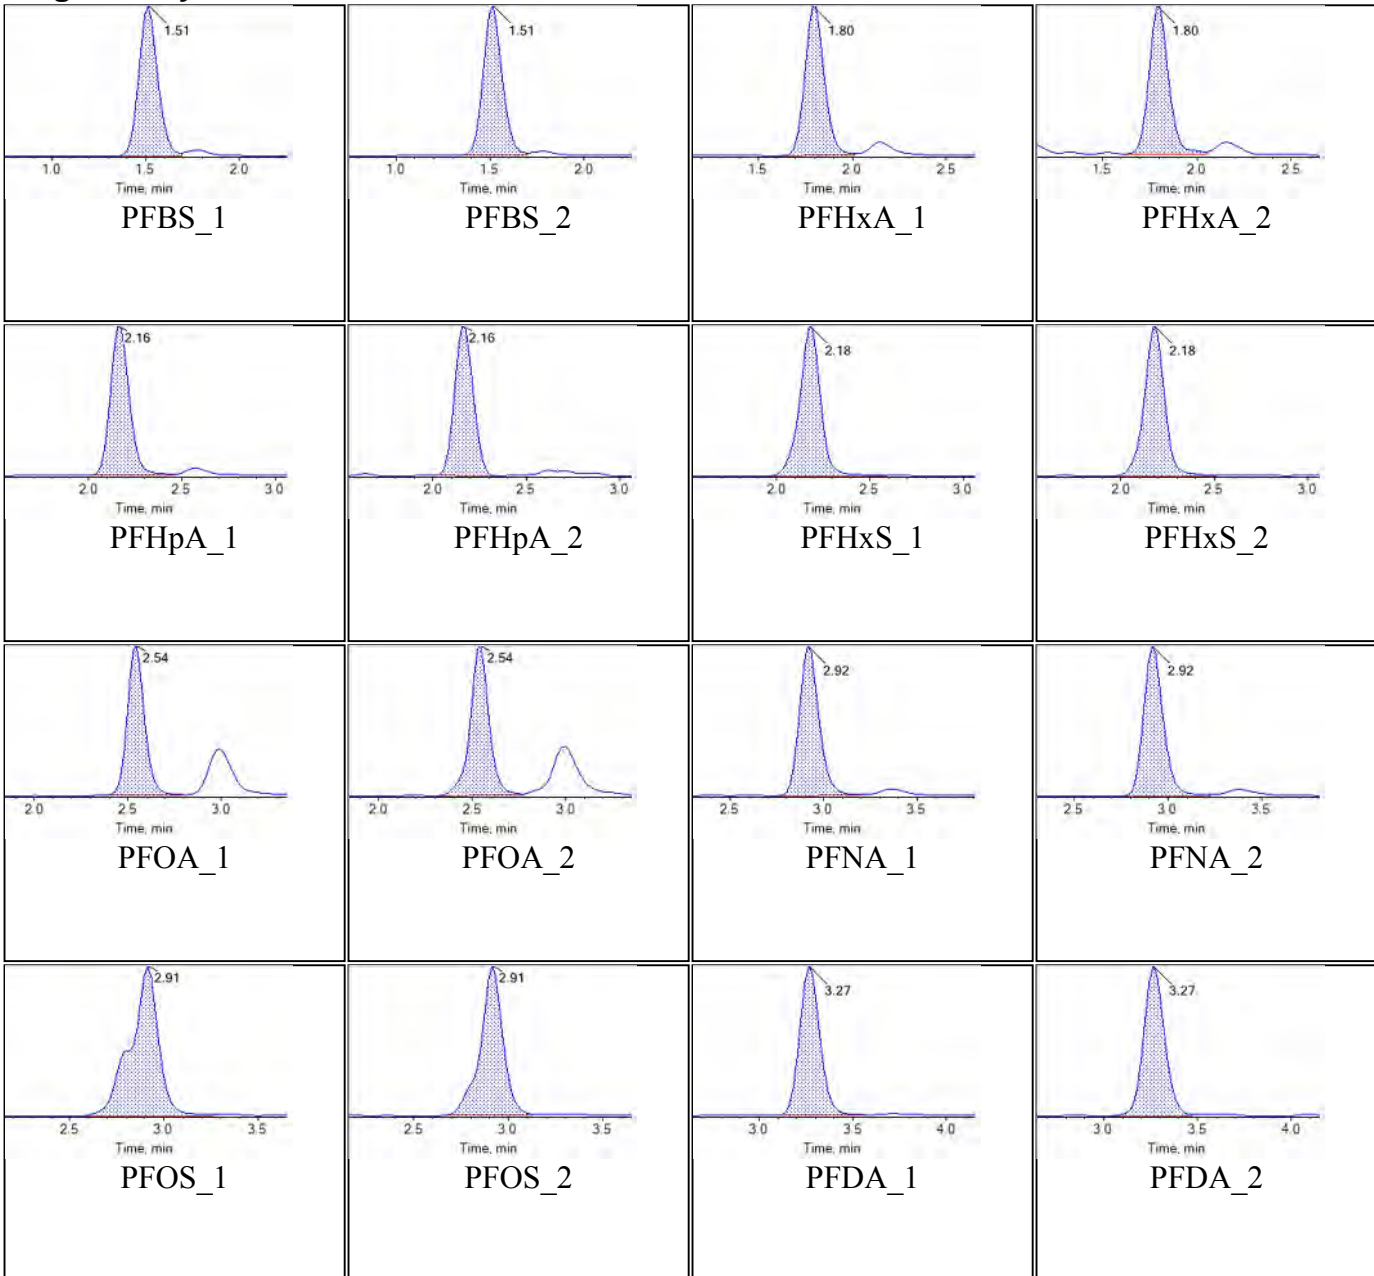 1.51 1.51 1.80 1.80
1.0 1.5 2.0 1.0 1.5 2.0 1.5 2.0 2.5 1.5 2.0 2.5
Time, min Time, min Time, min Time, min
PFBS_1 PFBS_2 PFHxA_1 PFHxA_2
2.16 2.16 2.18 2.18
2.0 2.5 3.0 2.0 2.5 3.0 2.0 2.5 3.0 2.0 2.5 3.0
Time, min Time, min Time, min Time, min
PFHpA_1 PFHpA_2 PFHxS_1 PFHxS_2
2.54 2.54 2.92 2.92
2.0 2.5 3.0 2.0 2.5 3.0 2.5 3.0 3.5 2.5 3.0 3.5
Time, min Time, min Time, min Time, min
PFOA_1 PFOA_2 PFNA_1 PFNA_2
2.91 2.91 3.27 3.27
2.5 3.0 3.5 2.5 3.0 3.5 3.0 3.5 4.0 3.0 3.5 4.0
Time, min Time, min Time, min Time, min
PFOS_1 PFOS_2 PFDA_1 PFDA_2